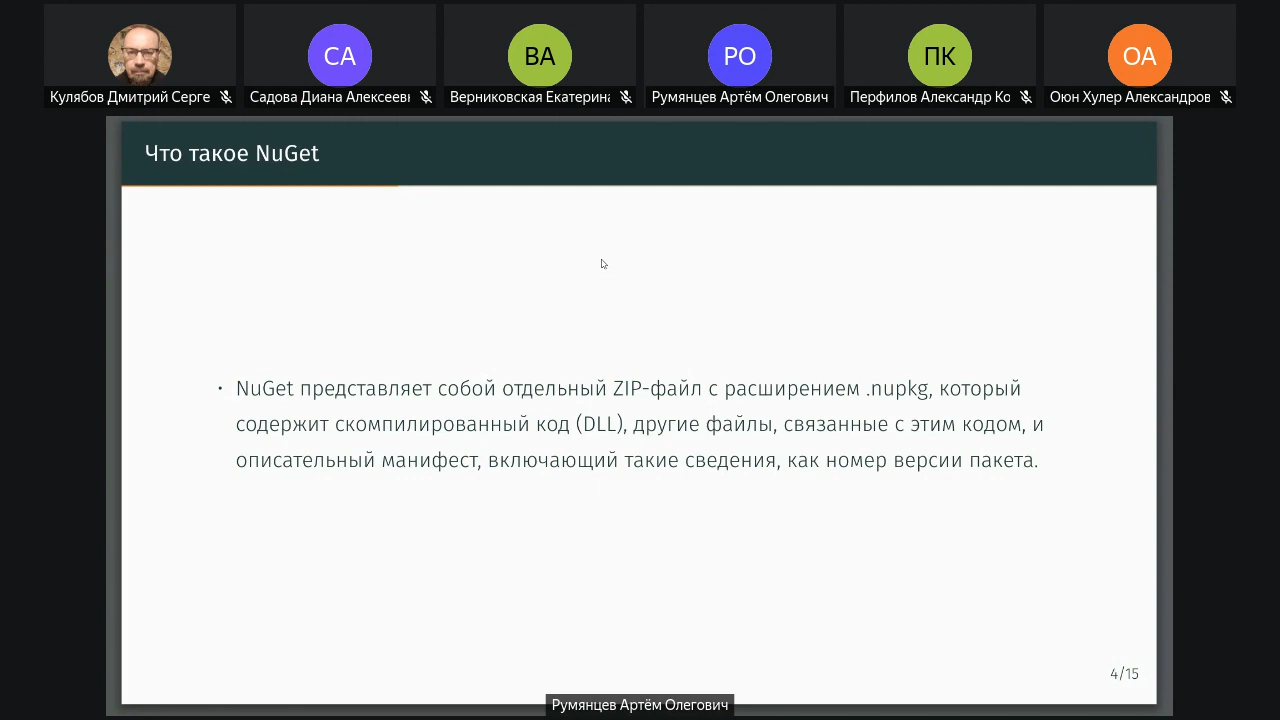 СА
ВА
РО
ПК
ОА
Кулябов Дмитрий Серге
Садова Диана Алексеев
Верниковская Екатерина
Румянцев Артём Олегович
Перфилов Александр Ко
Оюн Хулер Александров
Что такое NuGet
• NuGet представляет собой отдельный ZIP-файл с расширением .nupkg, который
содержит скомпилированный код (DLL), другие файлы, связанные с этим кодом, и
описательный манифест, включающий такие сведения, как номер версии пакета.
4/15
Румянцев Артём Олегович